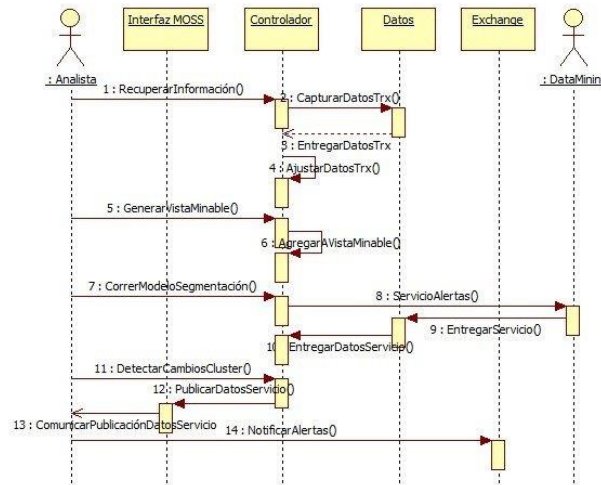 Interfaz MOSS
Controlador
Datos
Exchange
: Analista
: DataMinin
1 : RecuperarInformación()
2 : CapturarDatosTrx()
3 : EntregarDatosTrx
4 : AjustarDatosTrx()
5 : GenerarVistaMinable()
6 : AgregarAVistaMinable()
7 : CorrerModeloSegmentación()
8 : ServicioAlertas()
9 : EntregarServicio()
10 : EntregarDatosServicio()
11 : DetectarCambiosCluster()
12 : PublicarDatosServicio()
13 : ComunicarPublicaciónDatosServicio
14 : NotificarAlertas()